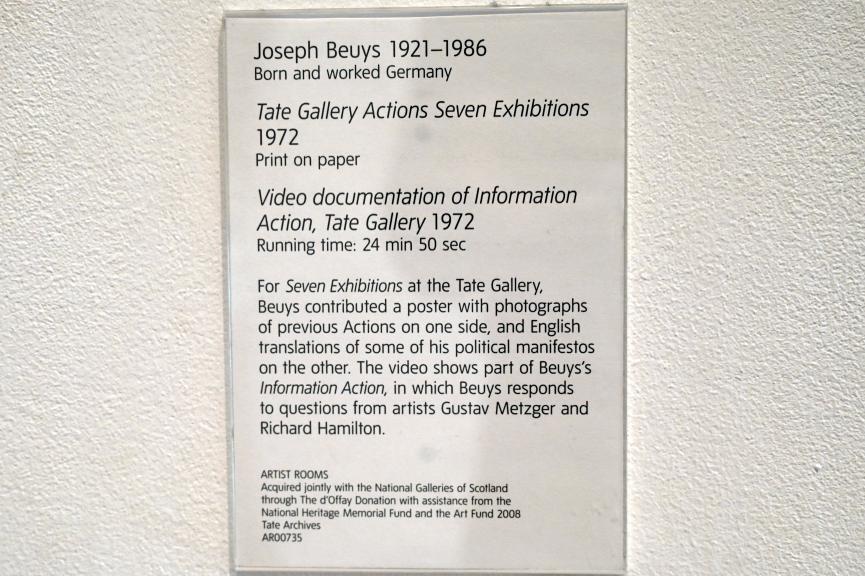 Joseph Beuys 1921–1986
Born and worked Germany
Tate Gallery Actions Seven Exhibitions
1972
Print on paper
Video documentation of Information
Action, Tate Gallery 1972
Running time: 24 min 50 sec
For Seven Exhibitions at the Tate Gallery,
Beuys contributed a poster with photographs
of previous Actions on one side, and English
translations of some of his political manifestos
on the other. The video shows part of Beuys's
Information Action, in which Beuys responds
to questions from artists Gustav Metzger and
Richard Hamilton.
ARTIST ROOMS
Acquired jointly with the National Galleries of Scotland
through The d'Offay Donation with assistance from the
National Heritage Memorial Fund and the Art Fund 2008
Tate Archives
AR00735